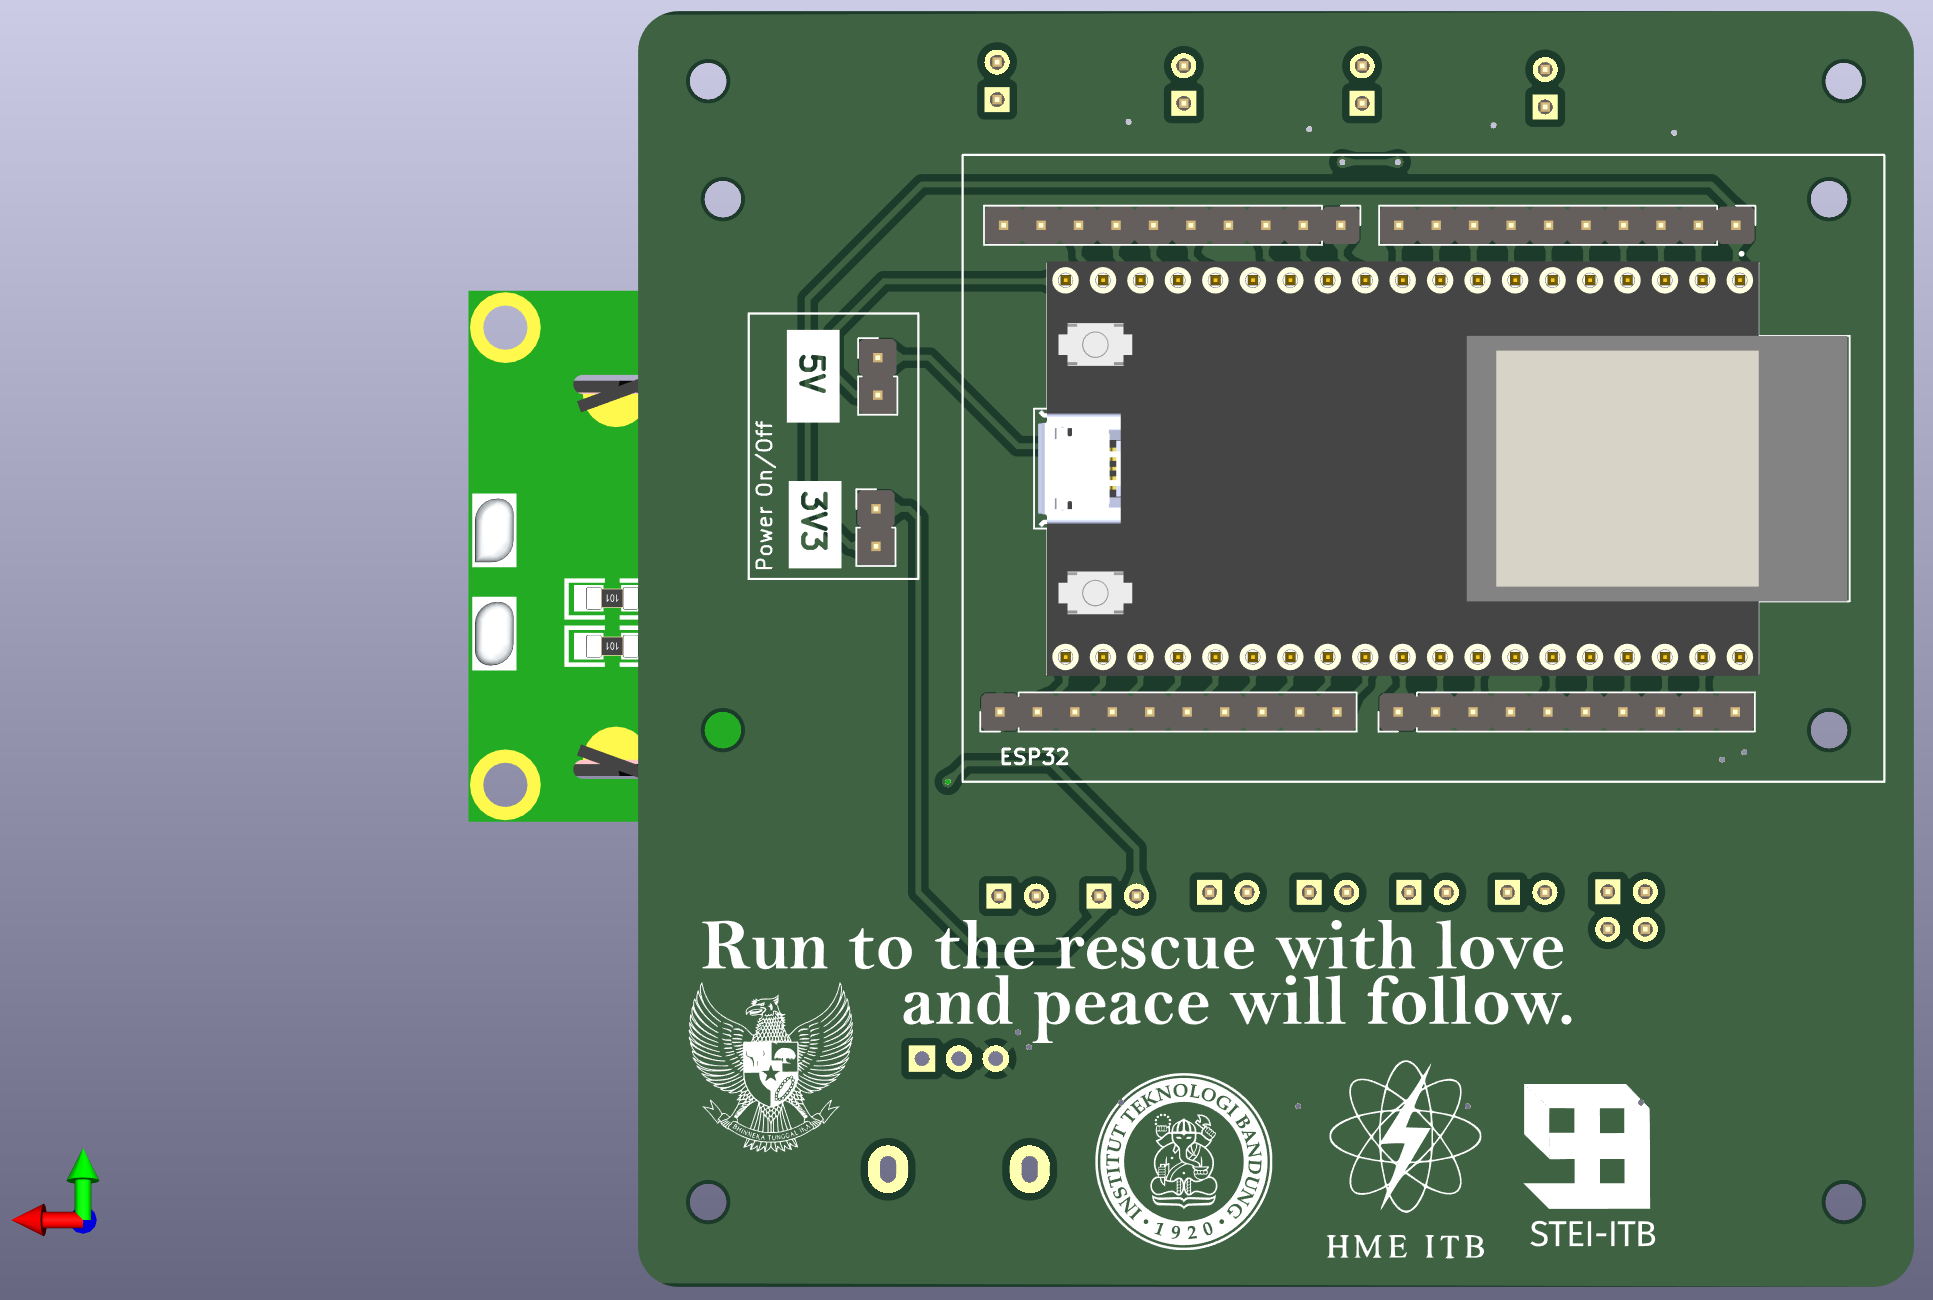 5V
Power On/Off
3V3
101
101
ESP32
Run to the rescue with love
and peace will follow.
BHINNEKA TUNGGAL IKA
INSTITUT TEKNOLOGI BANDUNG
• 1920 •
HME ITB
STEI-ITB